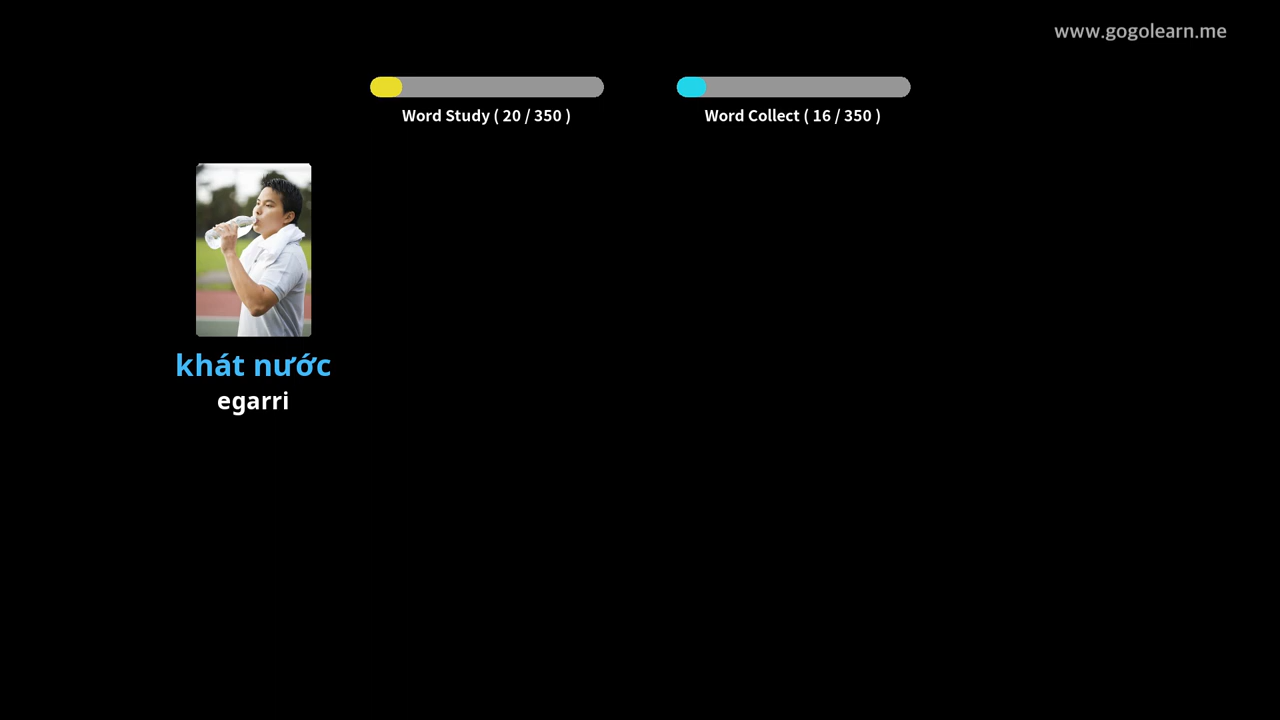 www.gogolearn.me
Word Study ( 20 / 350 )
Word Collect ( 16 / 350 )
khát nước
egarri